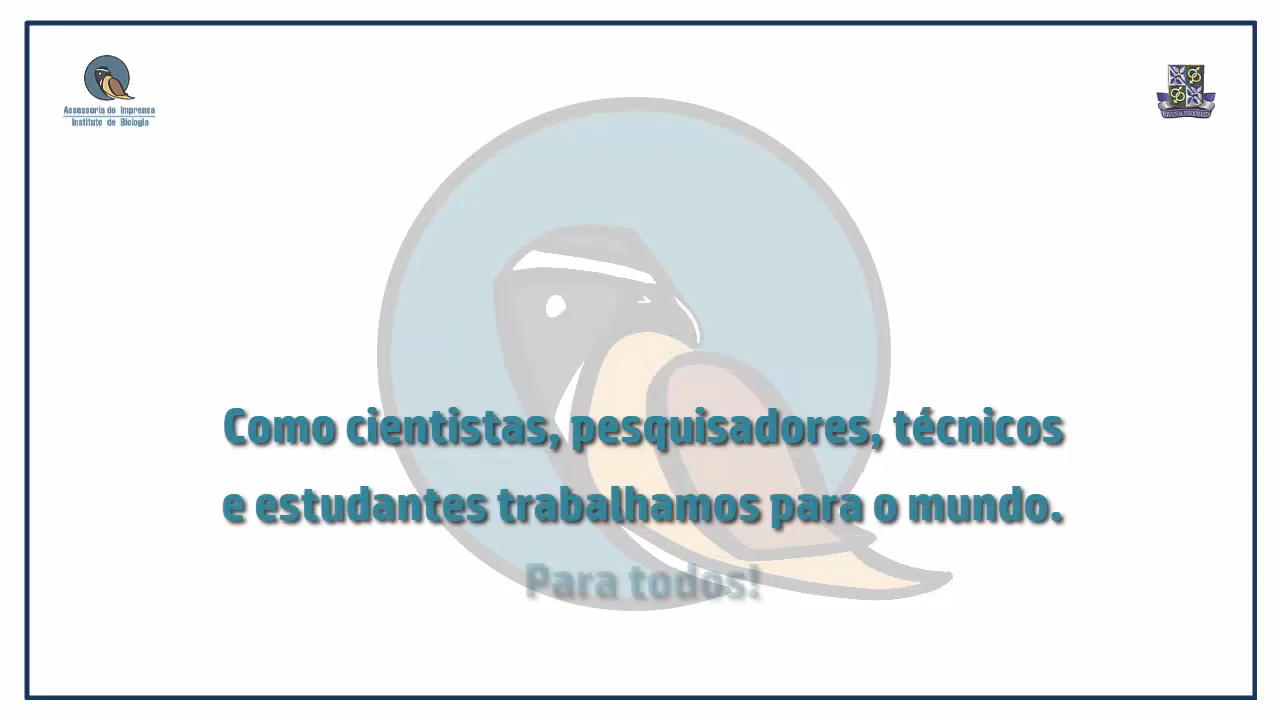 Assessoria de Imprensa
Instituto de Biologia
Como cientistas, pesquisadores, técnicos
e estudantes trabalhamos para o mundo.
Para todos!